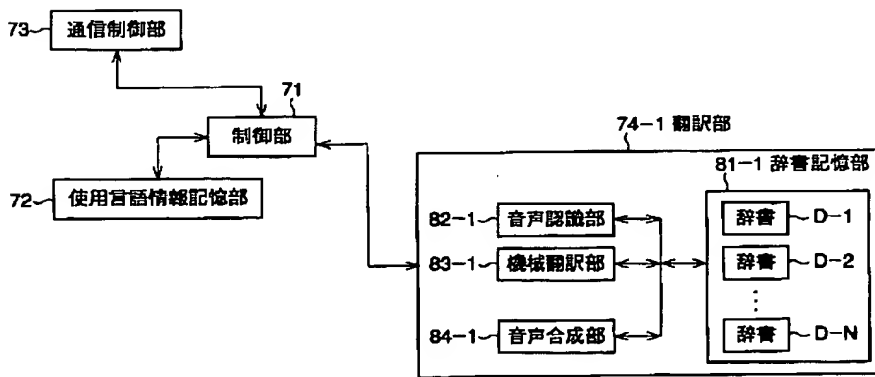 73 通信制御部
71
制御部
74-1 翻訳部
81-1 辞書記憶部
72 使用言語情報記憶部
82-1 音声認識部
辞書 D-1
83-1 機械翻訳部
辞書 D-2
84-1 音声合成部
辞書 D-N